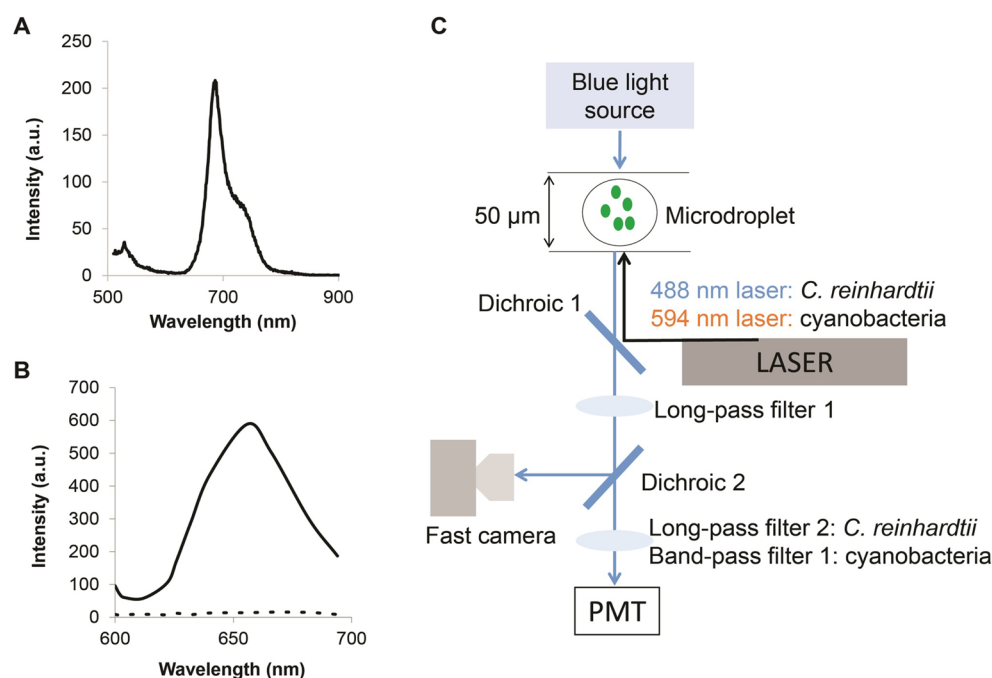 A
250
200
150
100
50
0
500 700 900
Intensity (a.u.)
Wavelength (nm)
B
700
600
500
400
300
200
100
0
600 650 700
Intensity (a.u.)
Wavelength (nm)
C
Blue light
source
50 µm
Microdroplet
488 nm laser: C. reinhardtii
594 nm laser: cyanobacteria
Dichroic 1
LASER
Long-pass filter 1
Dichroic 2
Fast camera
Long-pass filter 2: C. reinhardtii
Band-pass filter 1: cyanobacteria
PMT